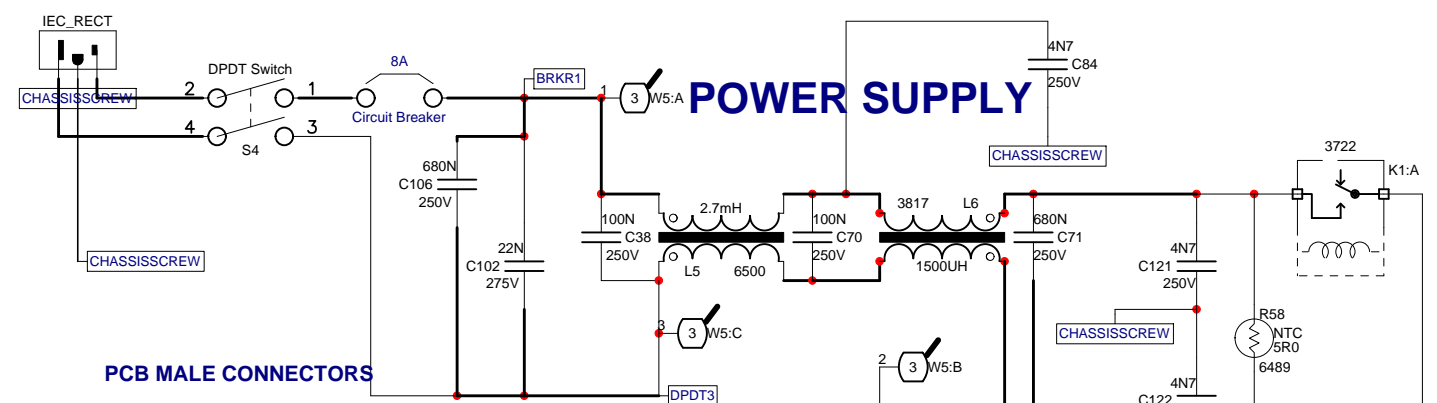 IEC_RECT
4N7
C84
250V
DPDT Switch
8A
BRKR1
CHASSISSCREW
2
1
1
3
W5:A
POWER SUPPLY
Circuit Breaker
4
3
S4
CHASSISSCREW
3722
K1:A
680N
C106
250V
2.7mH
3817
L6
100N
C38
250V
100N
C70
250V
680N
C71
250V
CHASSISSCREW
22N
C102
275V
L5
6500
1500UH
4N7
C121
250V
R58
NTC
5R0
6489
3
3
W5:C
CHASSISSCREW
2
3
W5:B
PCB MALE CONNECTORS
DPDT3
4N7
C122